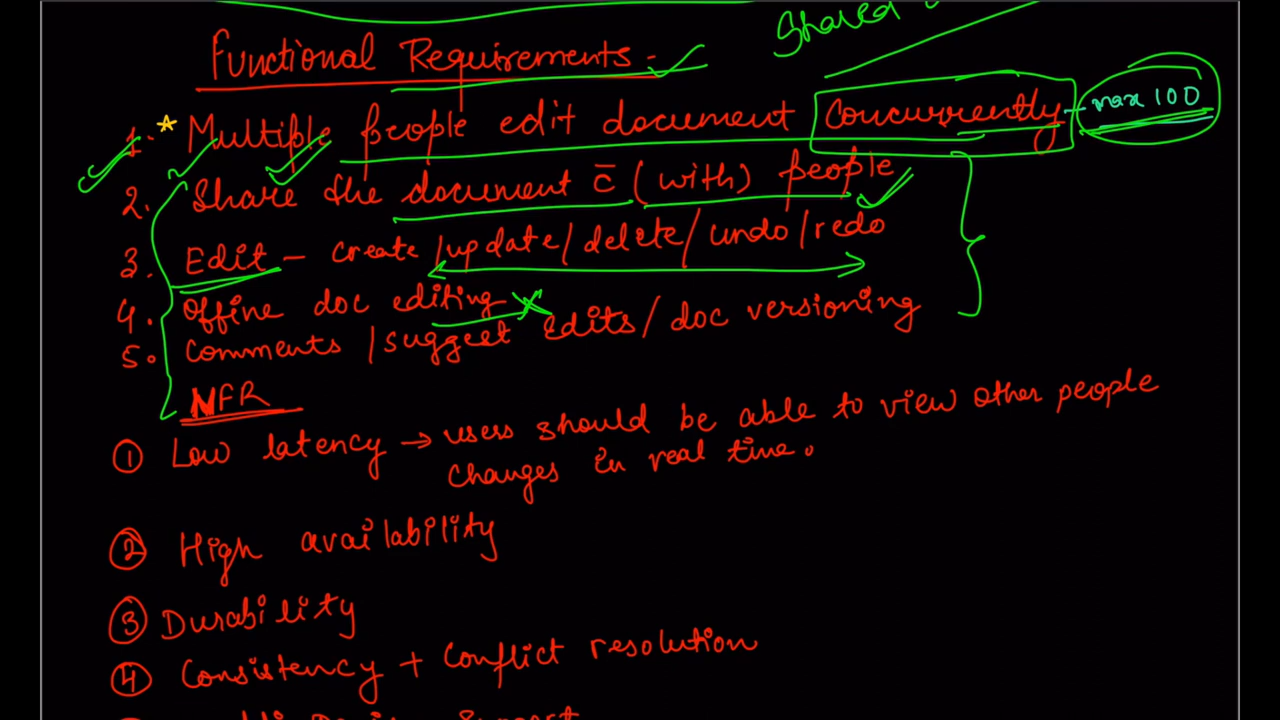 Shared
Functional Requirements -
1. * Multiple people edit document Concurrently - max 100
2. Share the document c̄ (with) people
3. Edit - create / update / delete / undo / redo
4. Offine doc editing
5. Comments / suggest edits / doc versioning
NFR
① Low latency → users should be able to view other people
changes in real time.
② High availability
③ Durability
④ Consistency + Conflict resolution